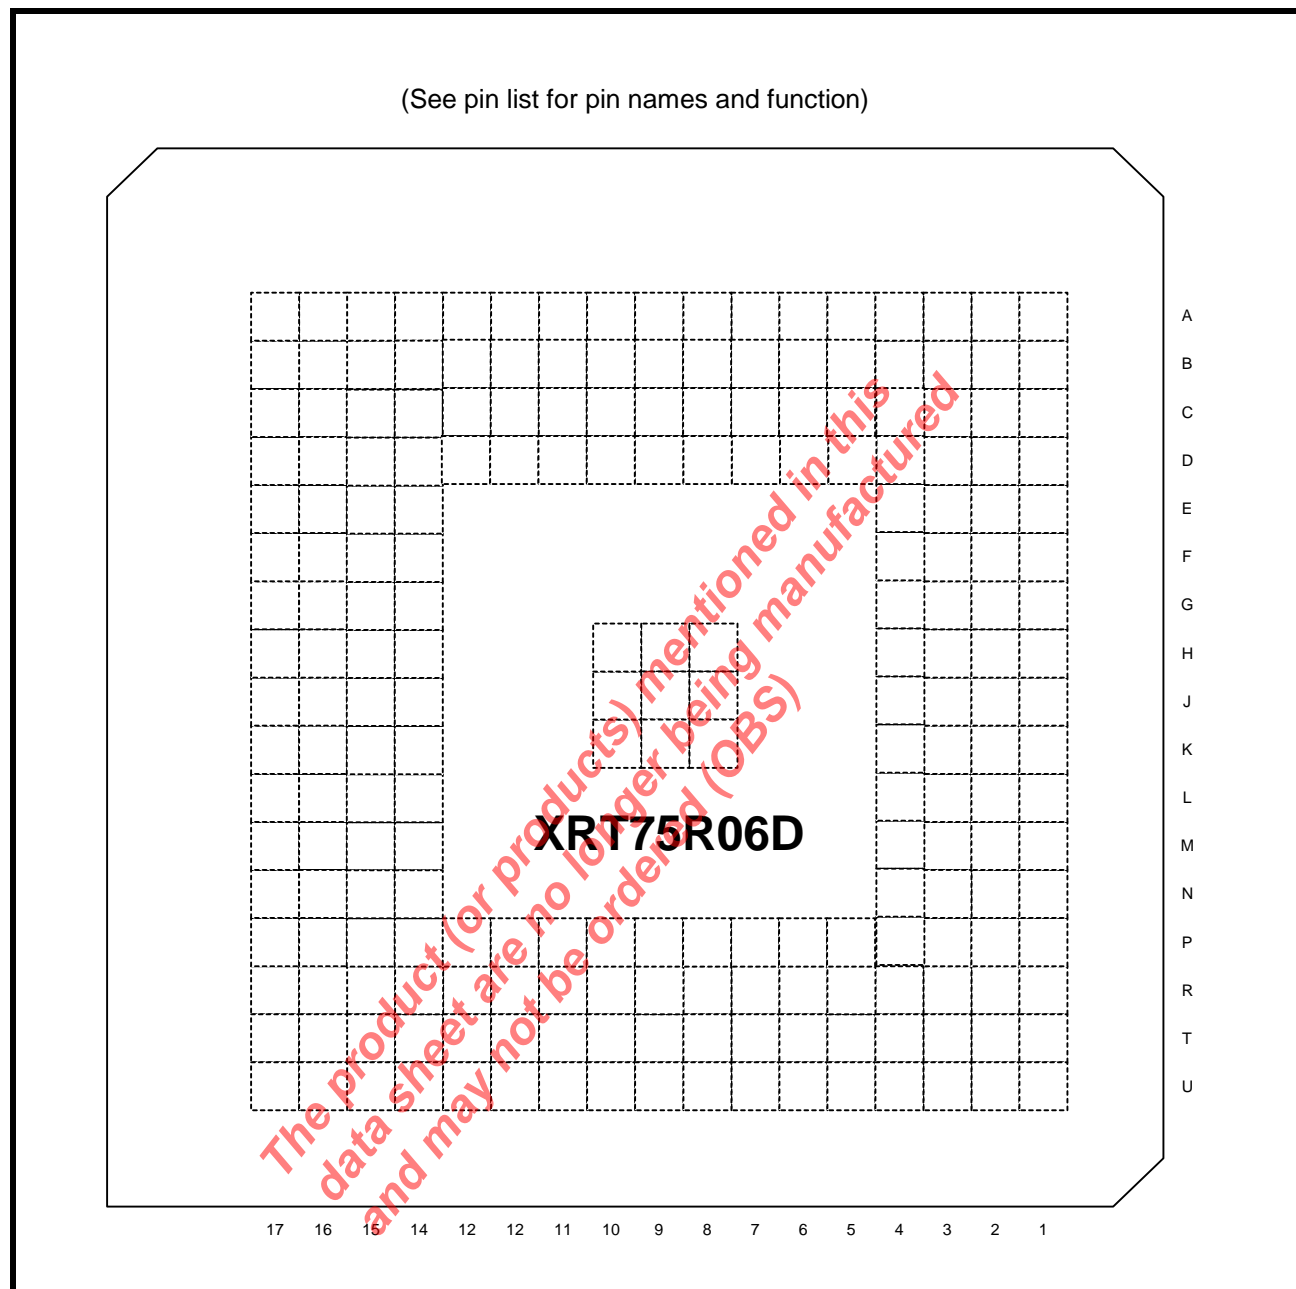 (See pin list for pin names and function)
A
B
C
D
E
F
G
H
J
K
L
M
N
P
R
T
U
XRT75R06D
The product (or products) mentioned in this
data sheet are no longer being manufactured
and may not be ordered (OBS)
17 16 15 14 12 12 11 10 9 8 7 6 5 4 3 2 1